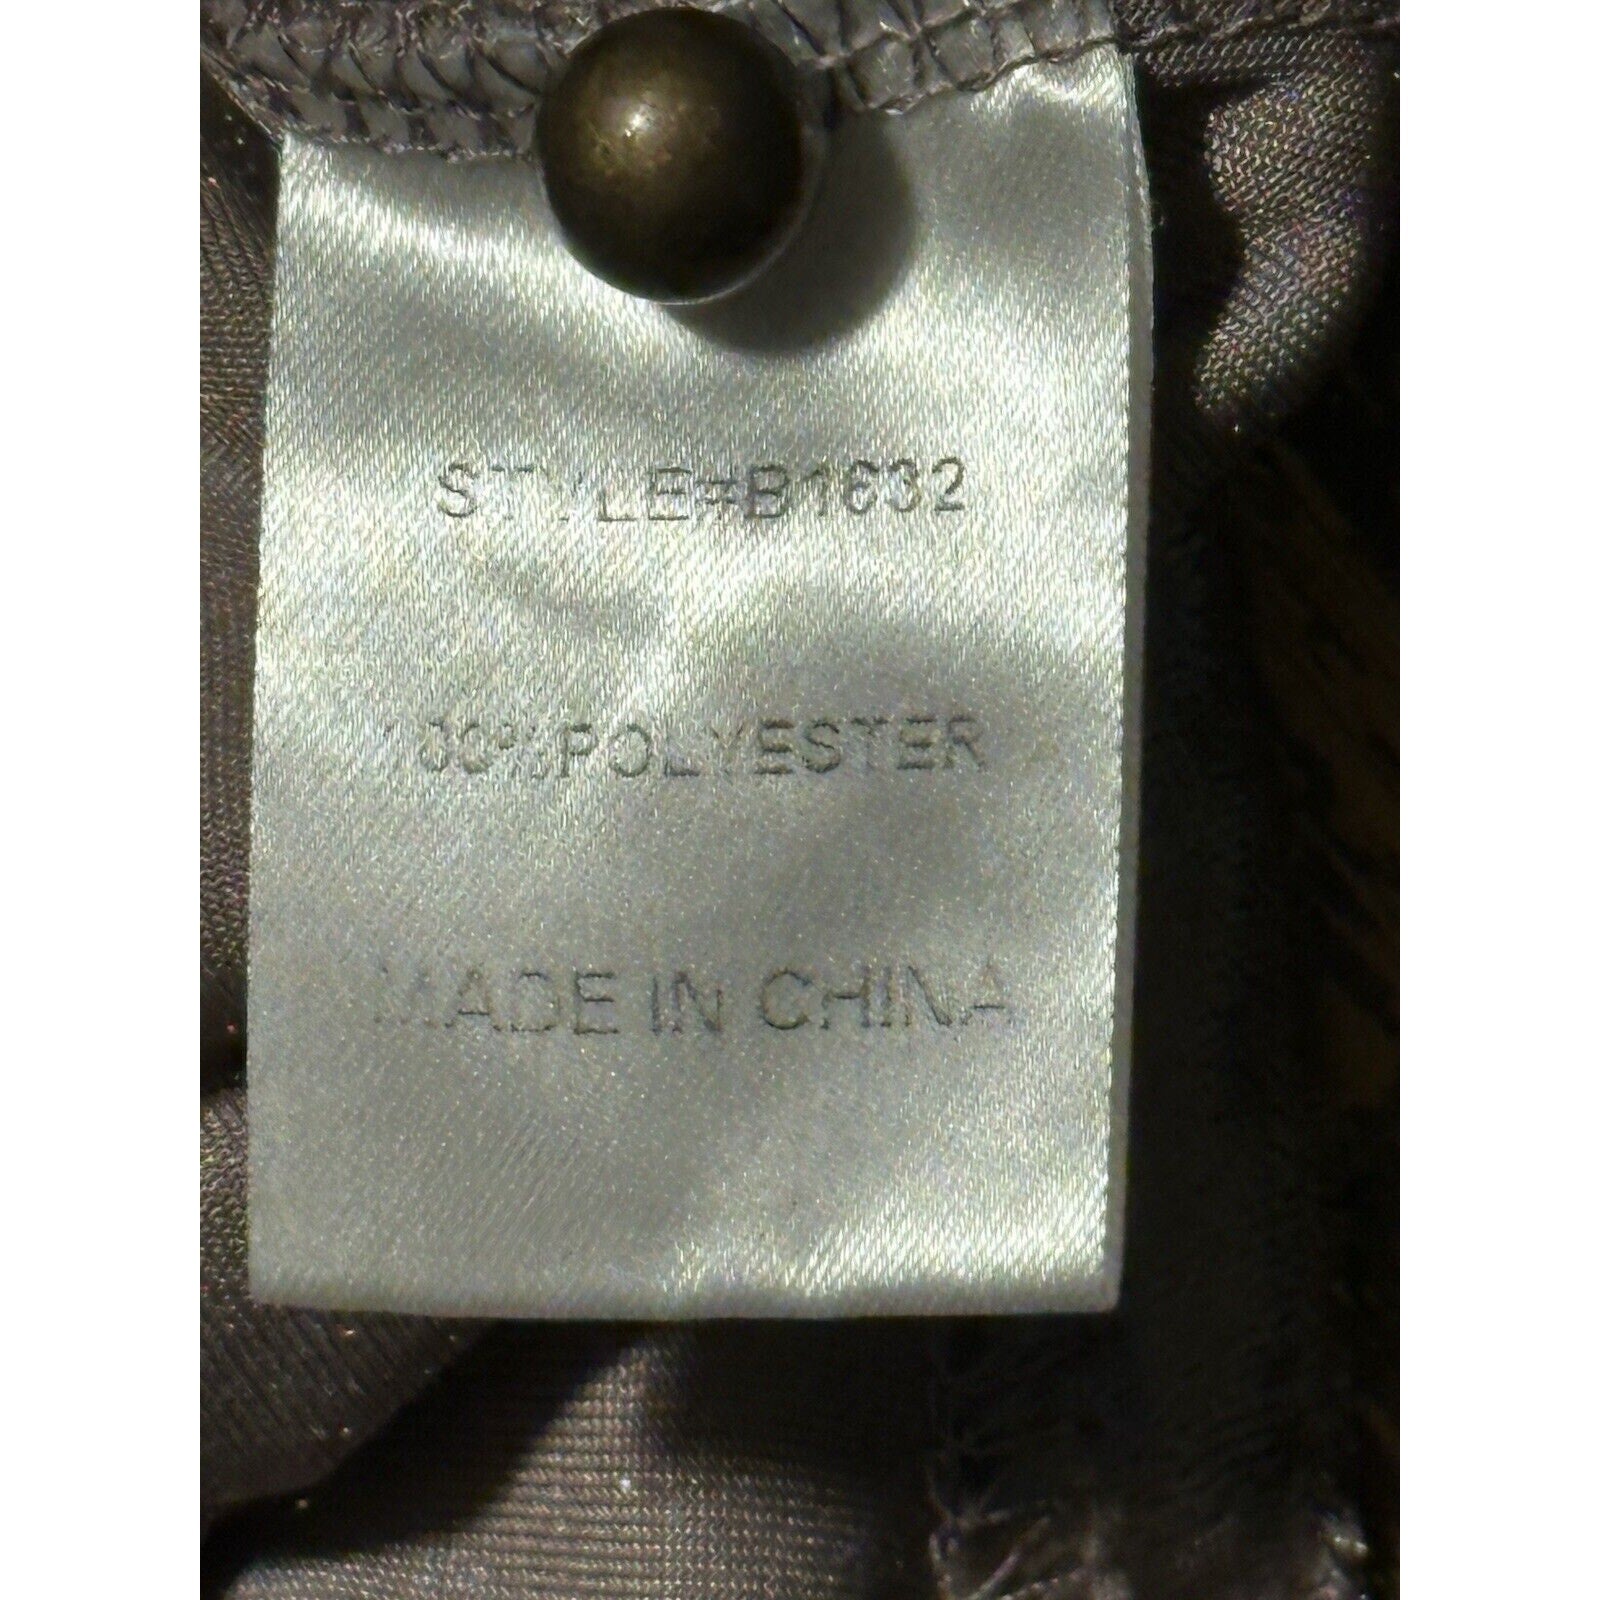 STYLE#B1632
100%POLYESTER
MADE IN CHINA